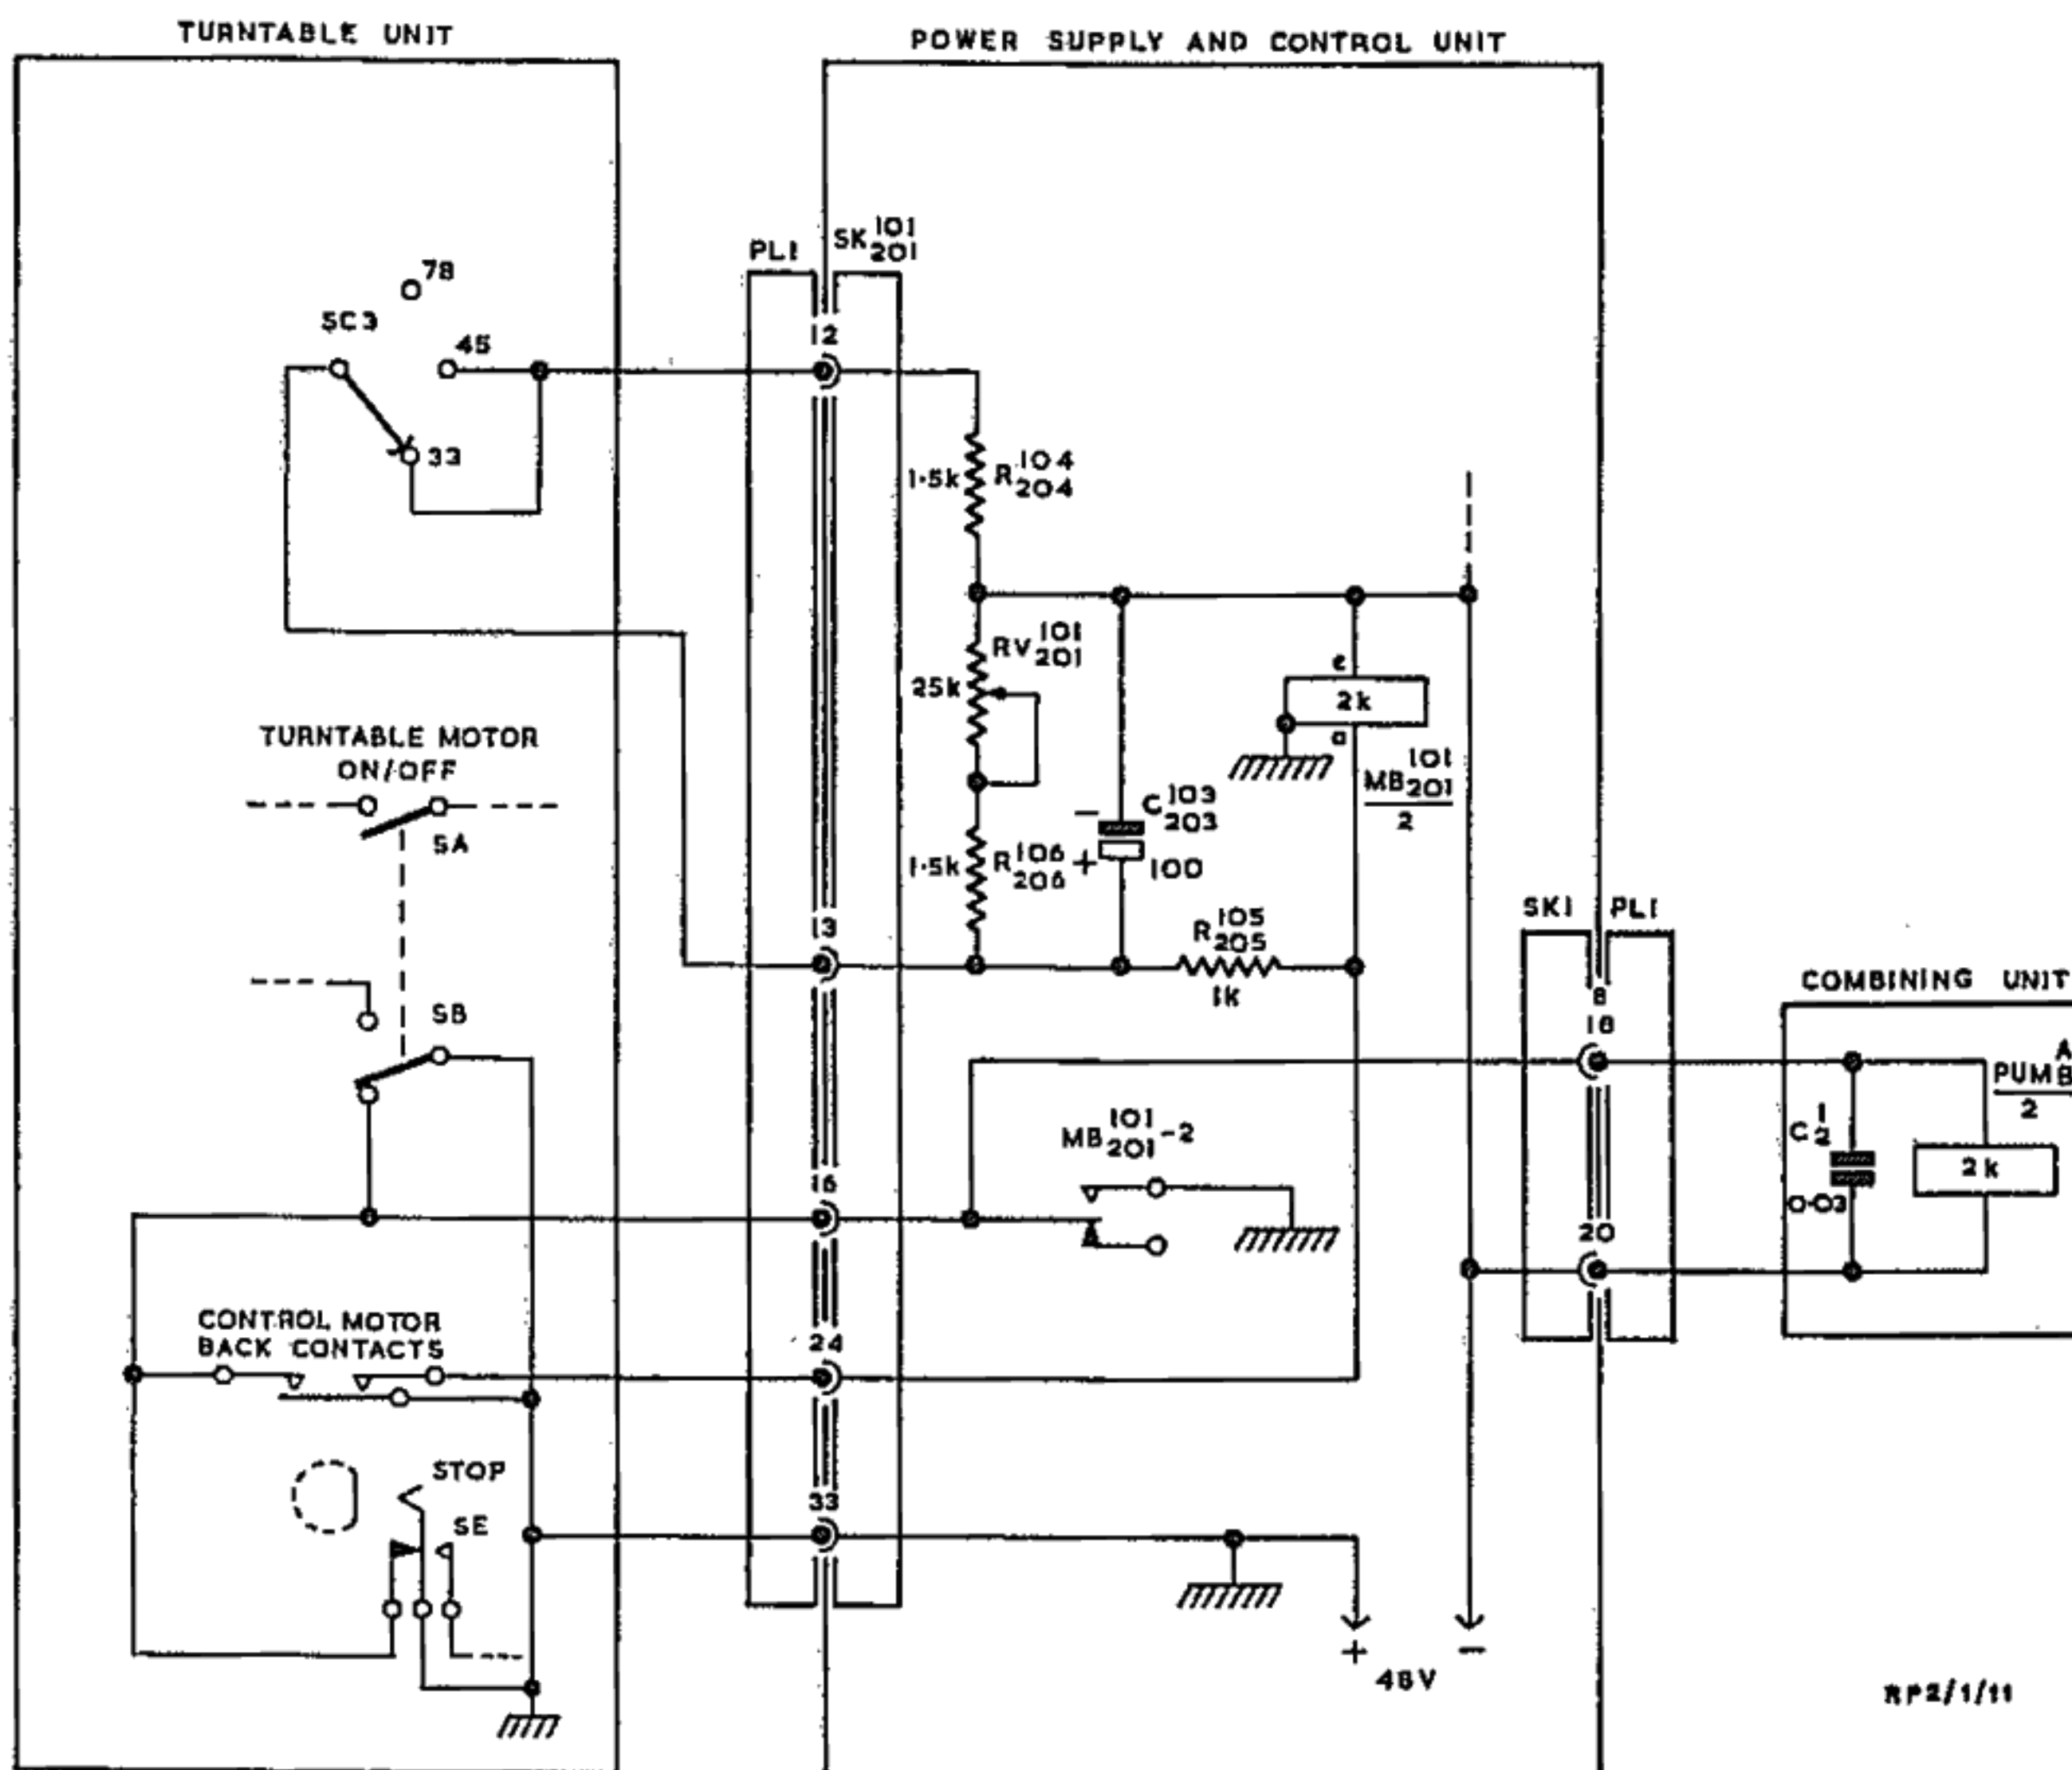 TURNTABLE UNIT
POWER SUPPLY AND CONTROL UNIT
PL1
SK 101
201
12
78
SC3
45
33
1.5k
R 104
204
RV 101
201
25k
e
2k
a
MB 101
201
2
TURNTABLE MOTOR
ON/OFF
SA
− C 103
203
1.5k
R 106
206
+ 100
13
R 105
205
1k
SK1
PL1
8
18
COMBINING UNIT
A
PUM B
2
C 1
2
2k
0.03
SB
MB 101
201 -2
16
20
CONTROL MOTOR
BACK CONTACTS
24
STOP
SE
33
+
−
48V
RP2/1/11